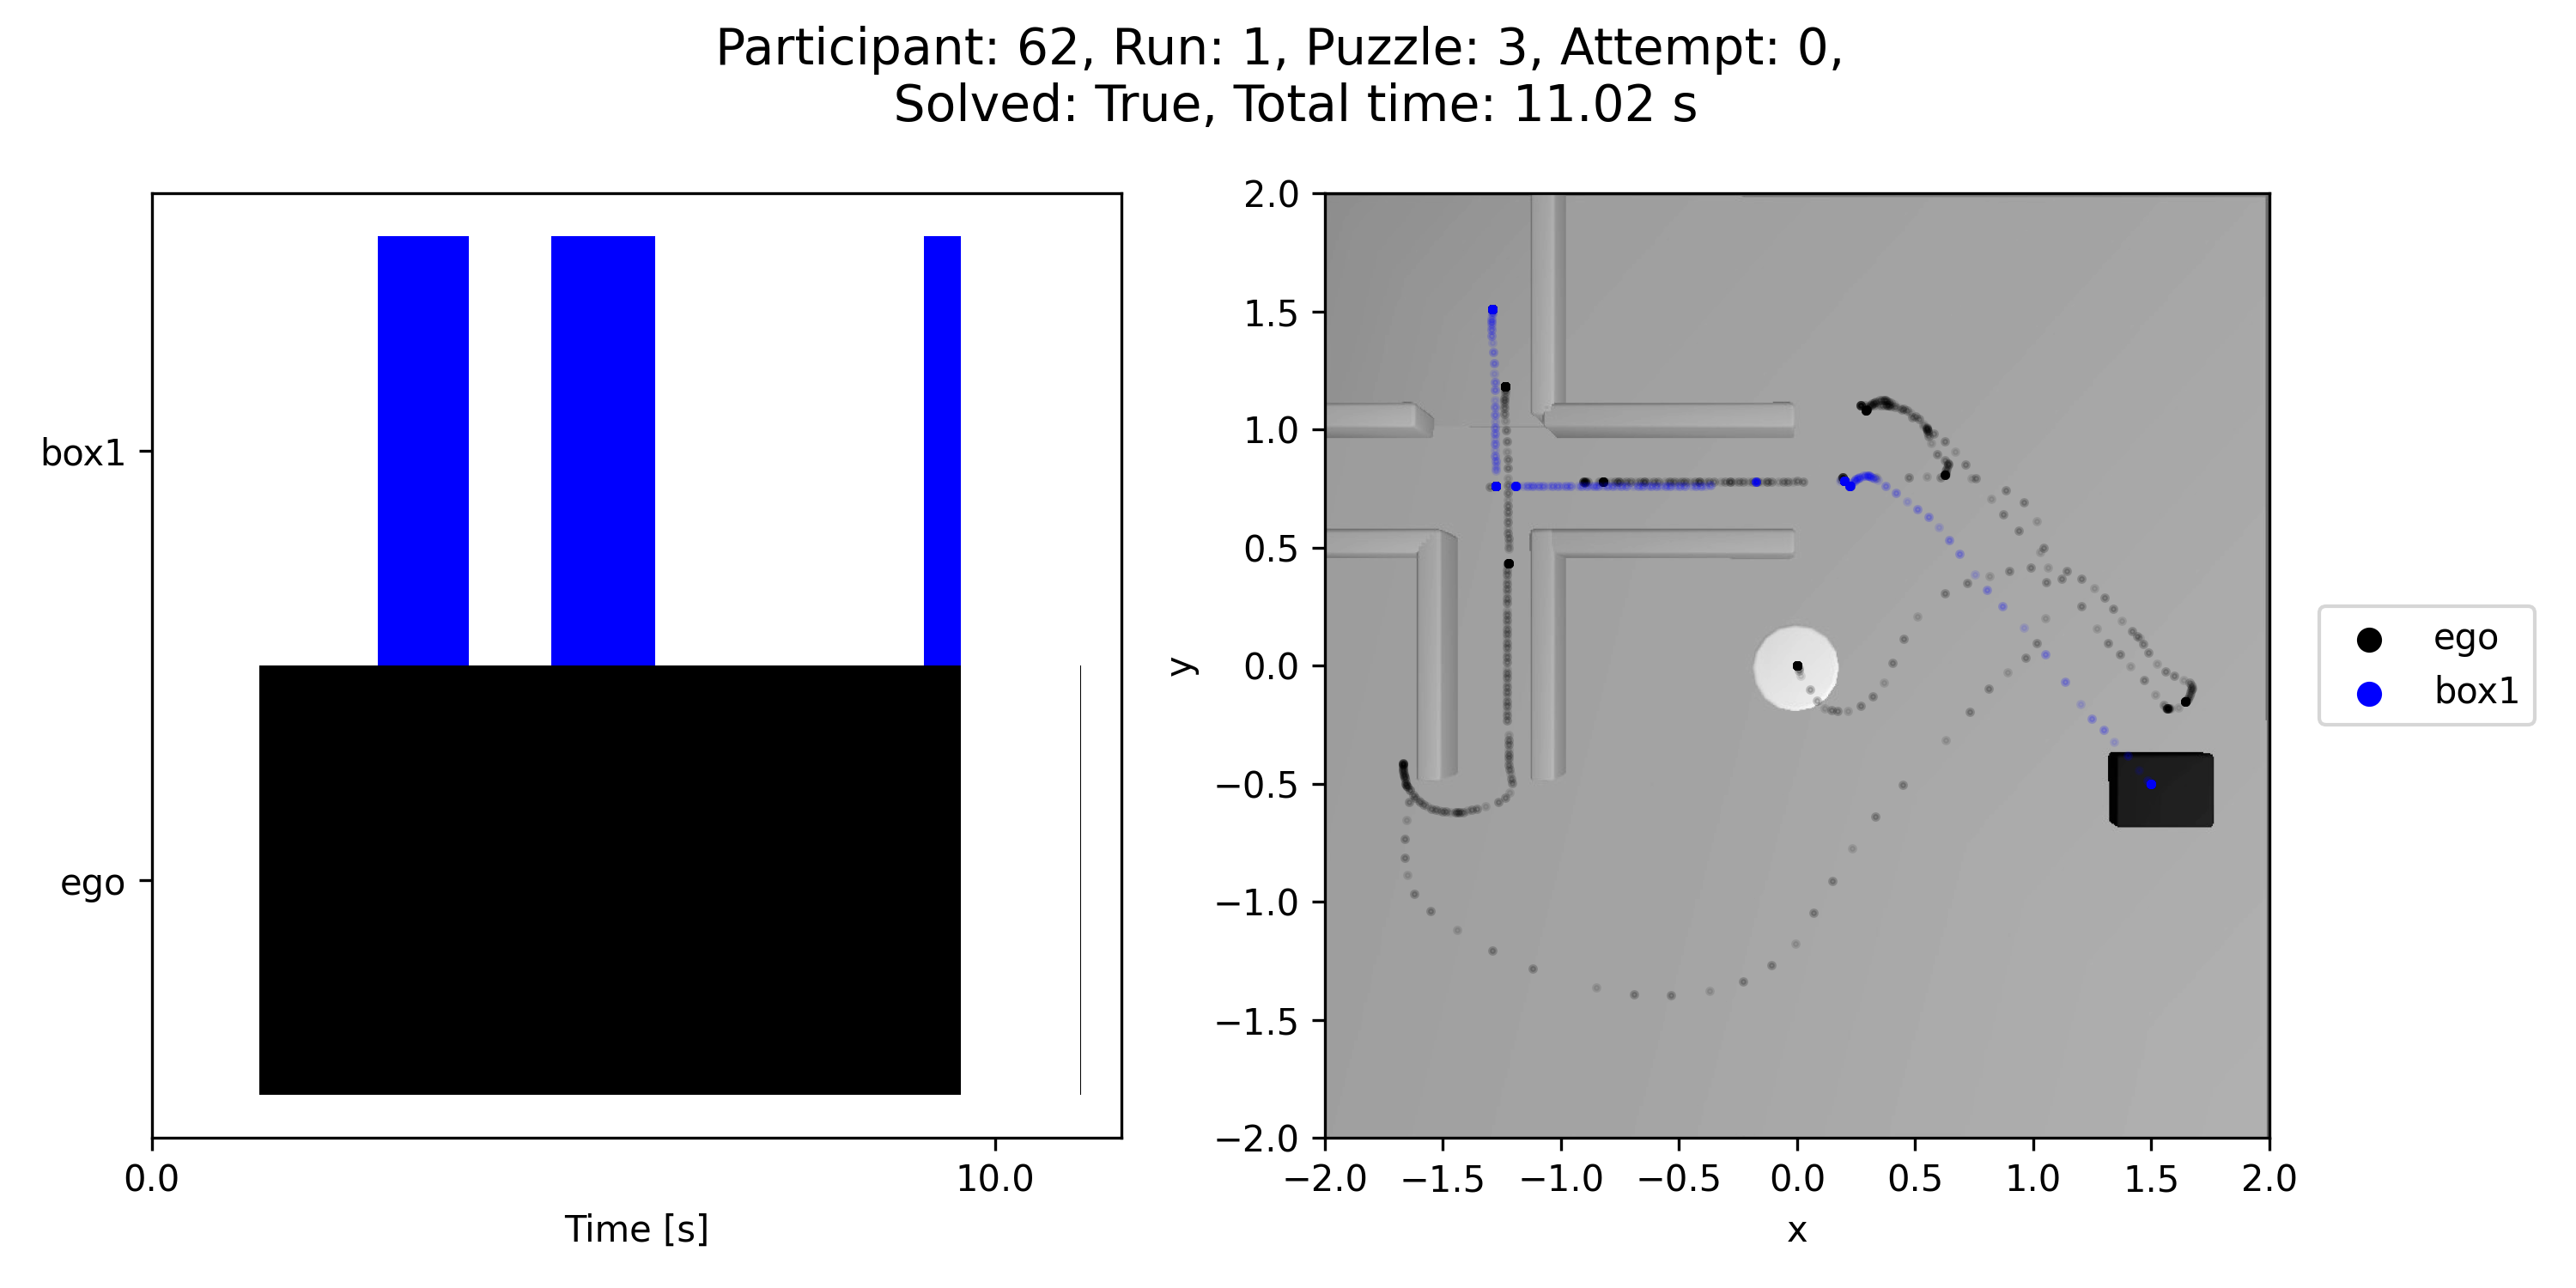 Participant: 62, Run: 1, Puzzle: 3, Attempt: 0,
Solved: True, Total time: 11.02 s
box1
ego
0.0
10.0
Time [s]
2.0
1.5
1.0
0.5
0.0
−0.5
−1.0
−1.5
−2.0
y
−2.0
−1.5
−1.0
−0.5
0.0
0.5
1.0
1.5
2.0
x
ego
box1